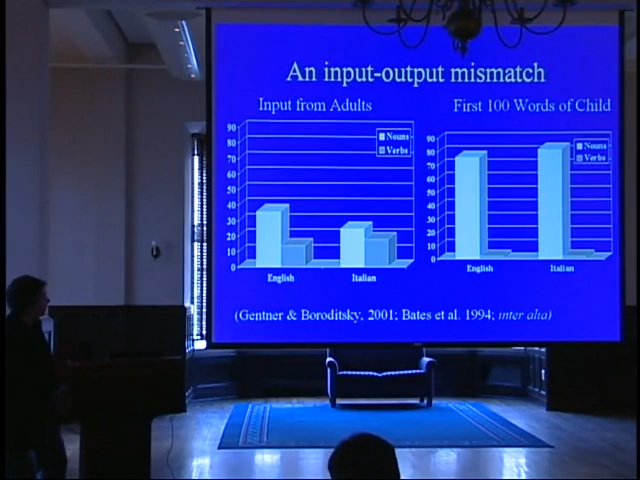 An input-output mismatch
Input from Adults
90
80
70
60
50
40
30
20
10
0
Nouns
Verbs
English
Italian
First 100 Words of Child
90
80
70
60
50
40
30
20
10
0
Nouns
Verbs
English
Italian
(Gentner & Boroditsky, 2001; Bates et al. 1994; inter alia)